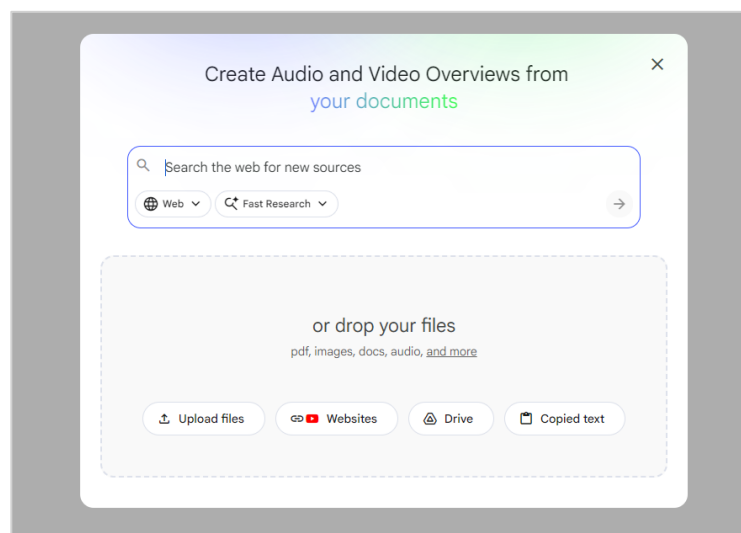 Create Audio and Video Overviews from
your documents
Search the web for new sources
Web
Fast Research
or drop your files
pdf, images, docs, audio, and more
Upload files
Websites
Drive
Copied text